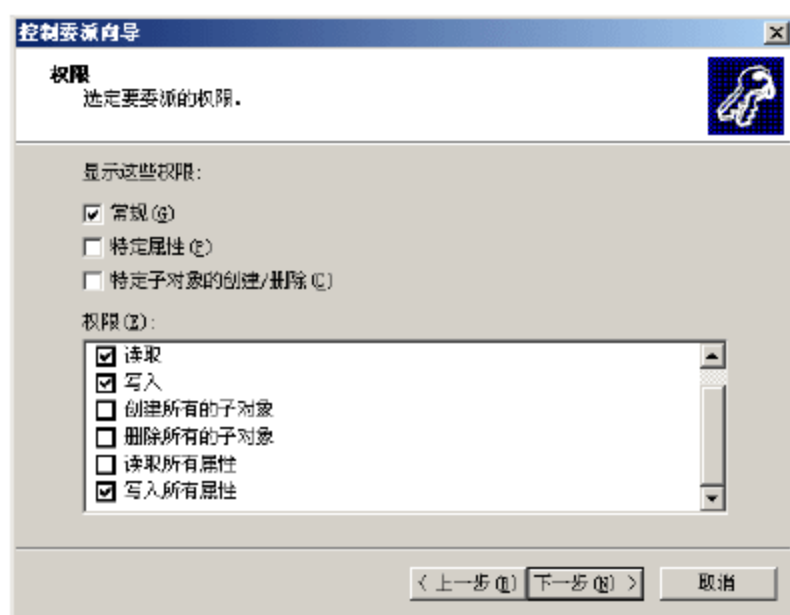 控制委派向导
权限
选定要委派的权限.
显示这些权限:
常规(G)
特定属性(P)
特定子对象的创建/删除(C)
权限(R):
读取
写入
创建所有的子对象
删除所有的子对象
读取所有属性
写入所有属性
< 上一步(B) 下一步(N) > 取消